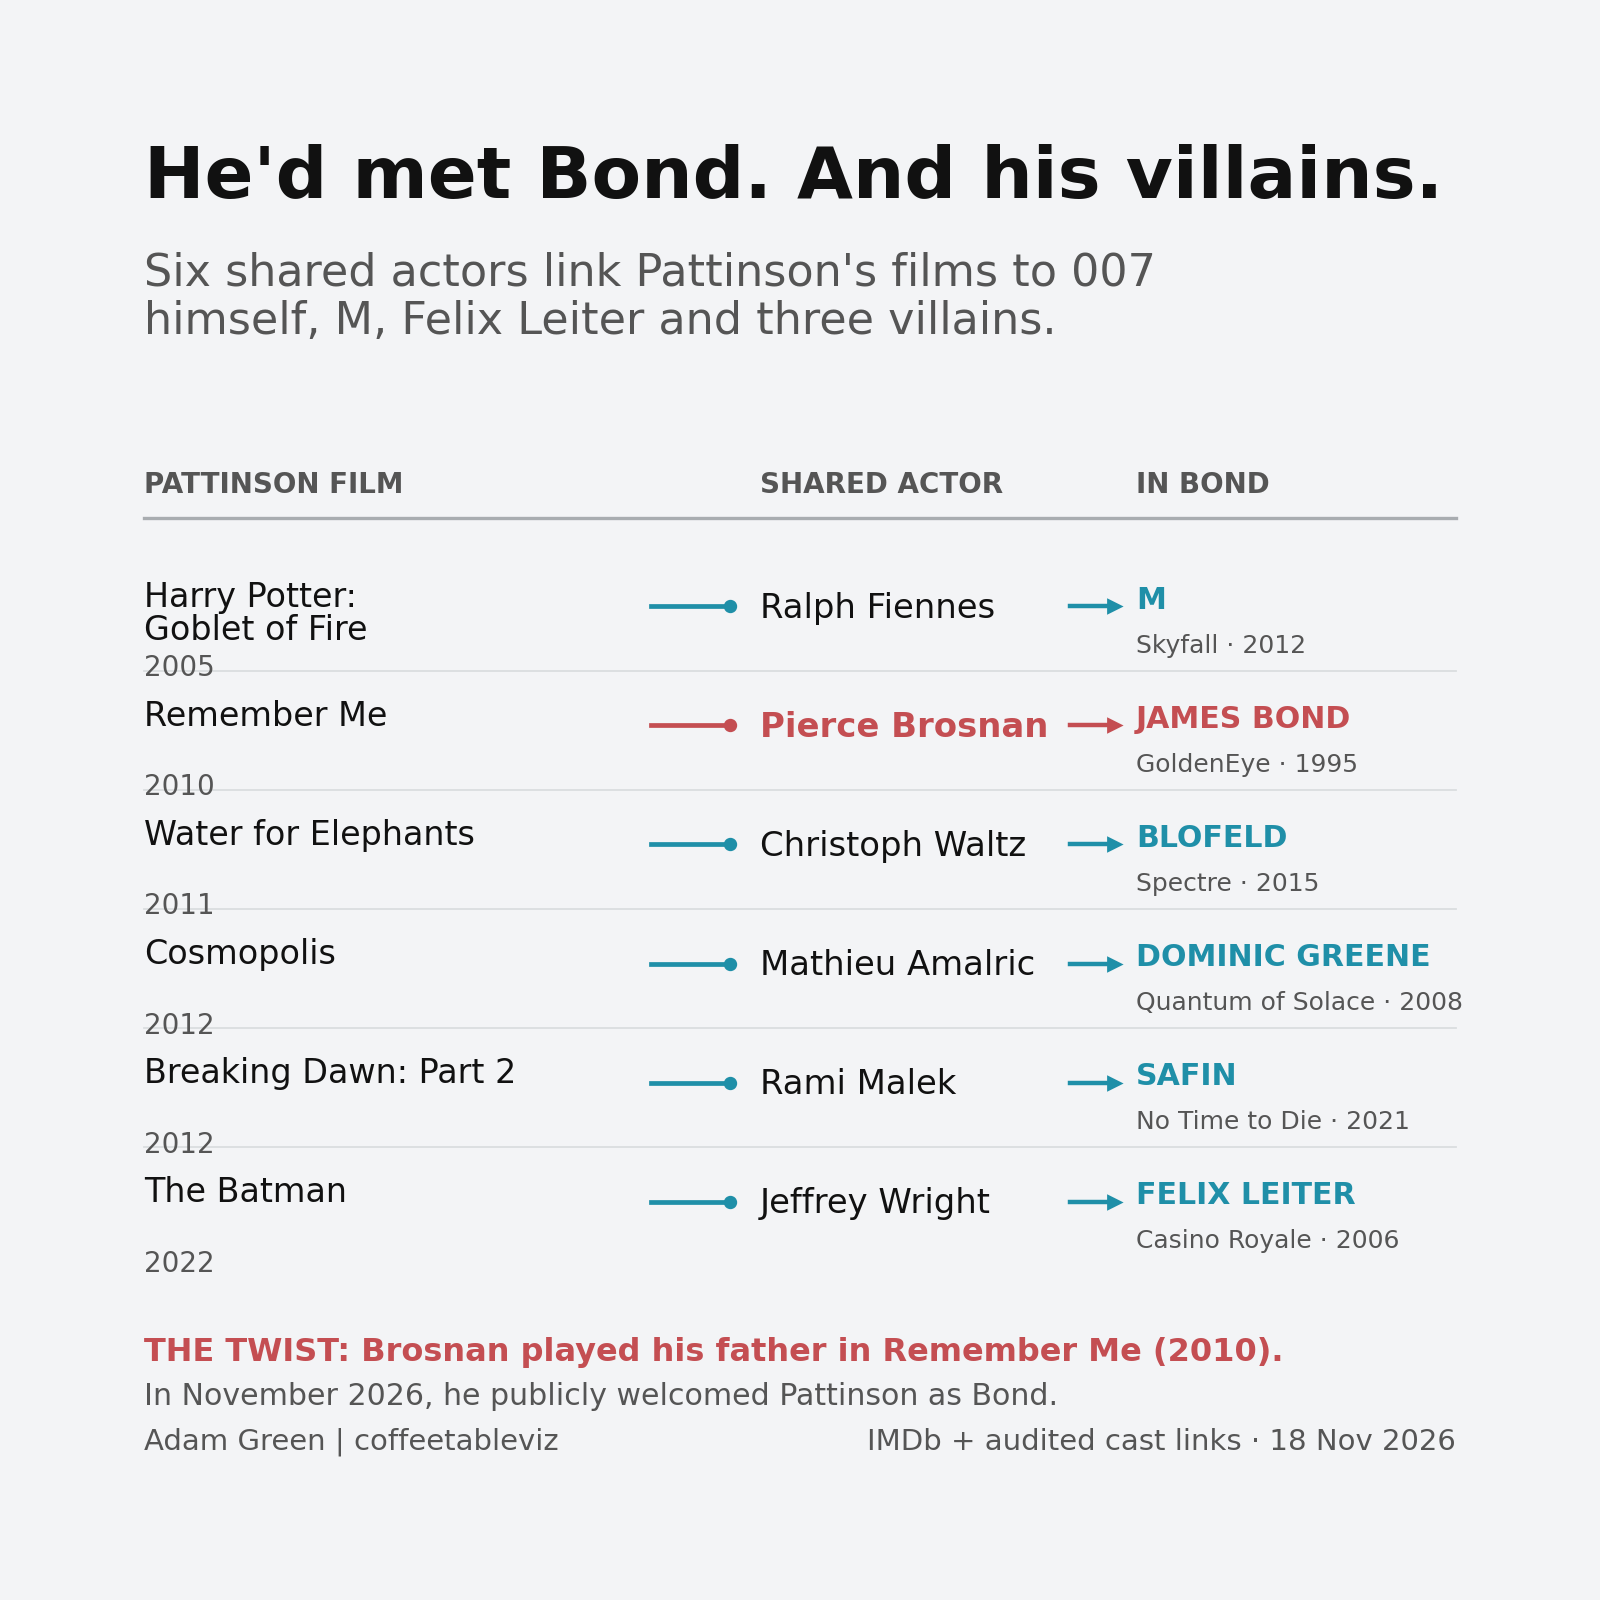 He'd met Bond. And his villains.
Six shared actors link Pattinson's films to 007
himself, M, Felix Leiter and three villains.
PATTINSON FILM SHARED ACTOR IN BOND
Harry Potter:
Goblet of Fire
2005
Ralph Fiennes
M
Skyfall · 2012
Remember Me
2010
Pierce Brosnan
JAMES BOND
GoldenEye · 1995
Water for Elephants
2011
Christoph Waltz
BLOFELD
Spectre · 2015
Cosmopolis
2012
Mathieu Amalric
DOMINIC GREENE
Quantum of Solace · 2008
Breaking Dawn: Part 2
2012
Rami Malek
SAFIN
No Time to Die · 2021
The Batman
2022
Jeffrey Wright
FELIX LEITER
Casino Royale · 2006
THE TWIST: Brosnan played his father in Remember Me (2010).
In November 2026, he publicly welcomed Pattinson as Bond.
Adam Green | coffeetableviz IMDb + audited cast links · 18 Nov 2026